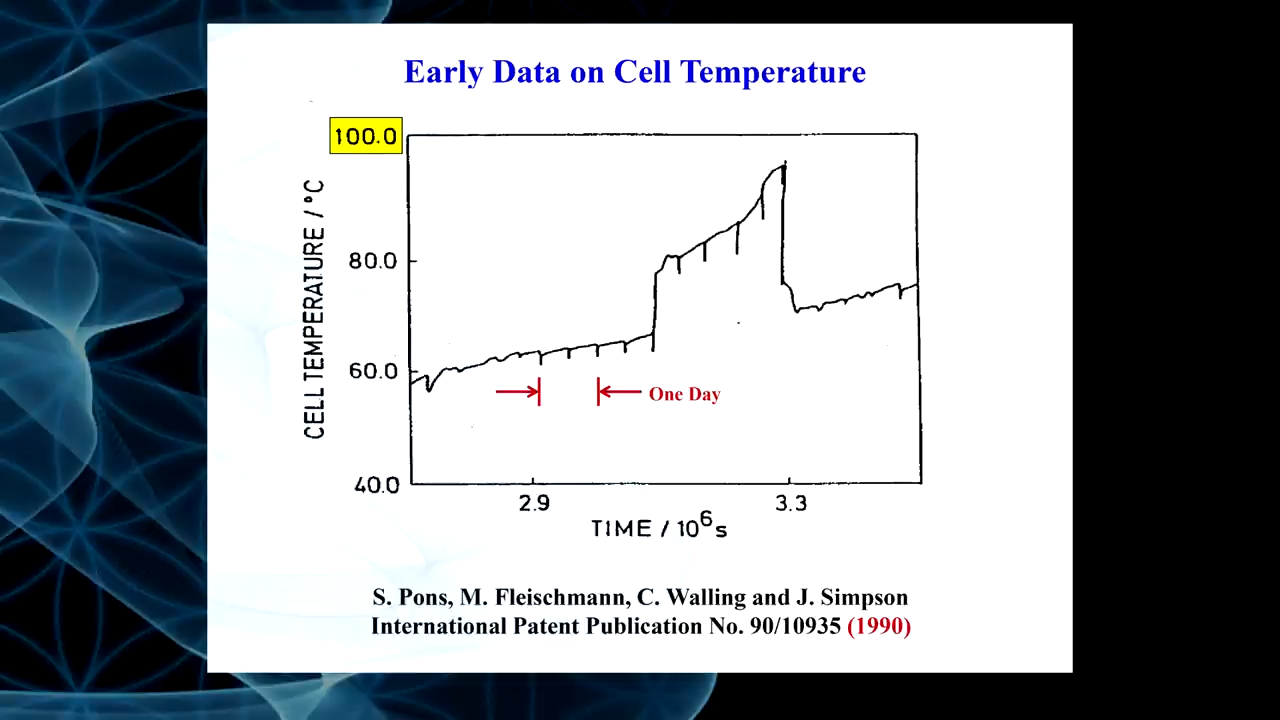 Early Data on Cell Temperature
100.0
80.0
60.0
40.0
CELL TEMPERATURE / °C
One Day
2.9
3.3
TIME / 10⁶s
S. Pons, M. Fleischmann, C. Walling and J. Simpson
International Patent Publication No. 90/10935 (1990)